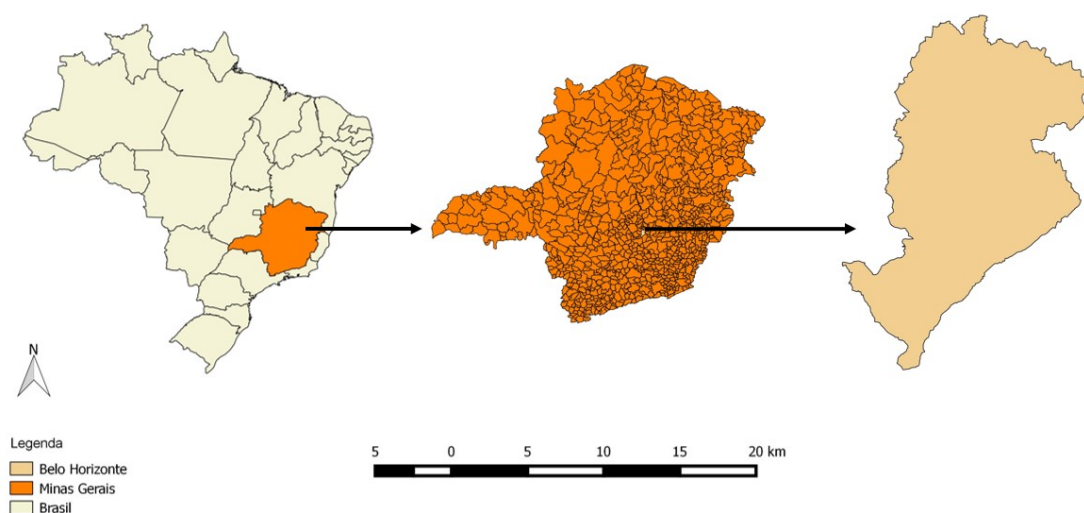 N
Legenda
Belo Horizonte
Minas Gerais
Brasil
5 0 5 10 15 20 km